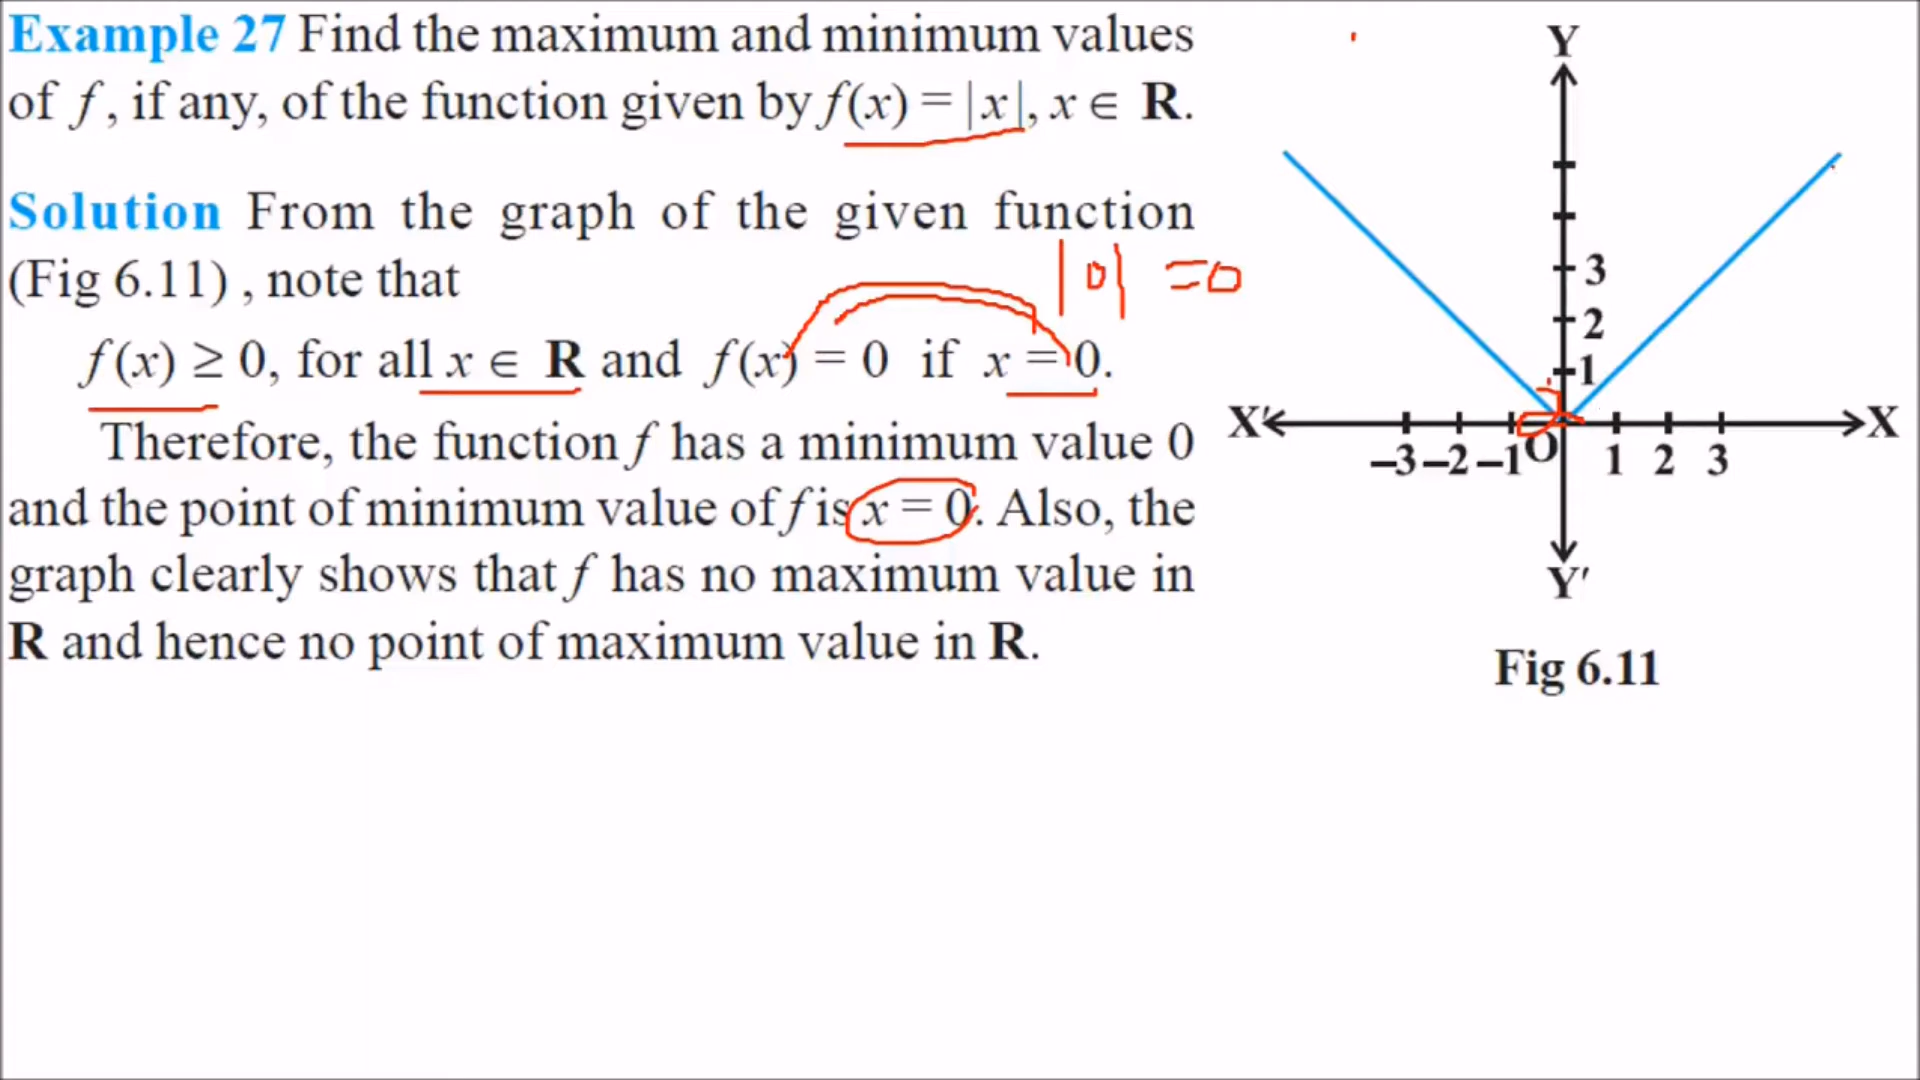 Example 27 Find the maximum and minimum values
of f, if any, of the function given by f(x) = |x|, x ∈ R.
Solution From the graph of the given function
(Fig 6.11) , note that
|0| =0
f(x) ≥ 0, for all x ∈ R and f(x) = 0 if x = 0.
Therefore, the function f has a minimum value 0
and the point of minimum value of f is x = 0. Also, the
graph clearly shows that f has no maximum value in
R and hence no point of maximum value in R.
Y
3
2
1
X′ X
–3 –2 –1 O 1 2 3
Y′
Fig 6.11